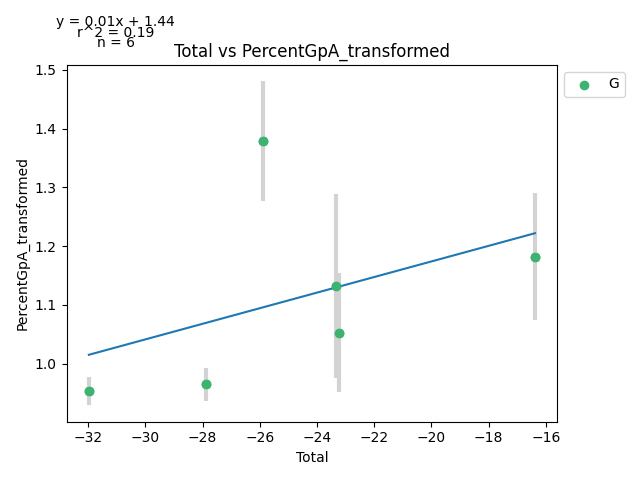 y = 0.01x + 1.44
r^2 = 0.19
n = 6
Total vs PercentGpA_transformed
G
1.5
1.4
1.3
1.2
1.1
1.0
PercentGpA_transformed
−32
−30
−28
−26
−24
−22
−20
−18
−16
Total